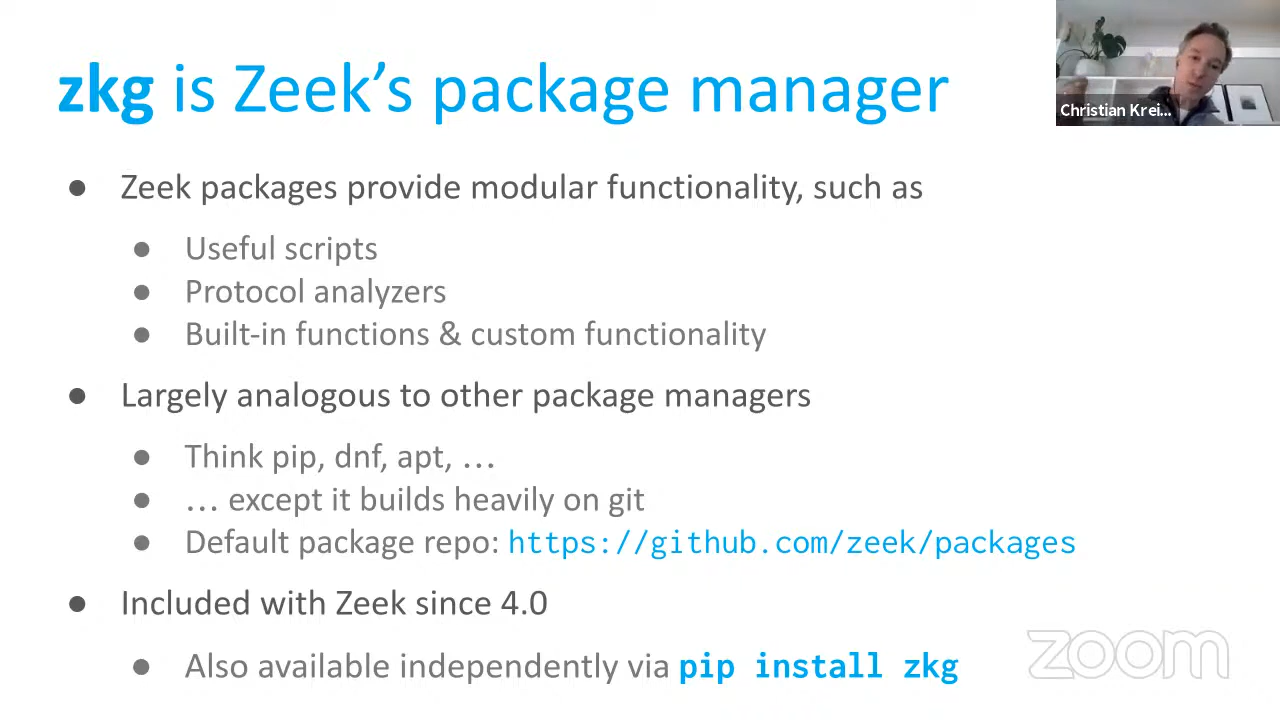 zkg is Zeek's package manager
Christian Krei...
● Zeek packages provide modular functionality, such as
● Useful scripts
● Protocol analyzers
● Built-in functions & custom functionality
● Largely analogous to other package managers
● Think pip, dnf, apt, …
● … except it builds heavily on git
● Default package repo: https://github.com/zeek/packages
● Included with Zeek since 4.0
● Also available independently via pip install zkg
zoom